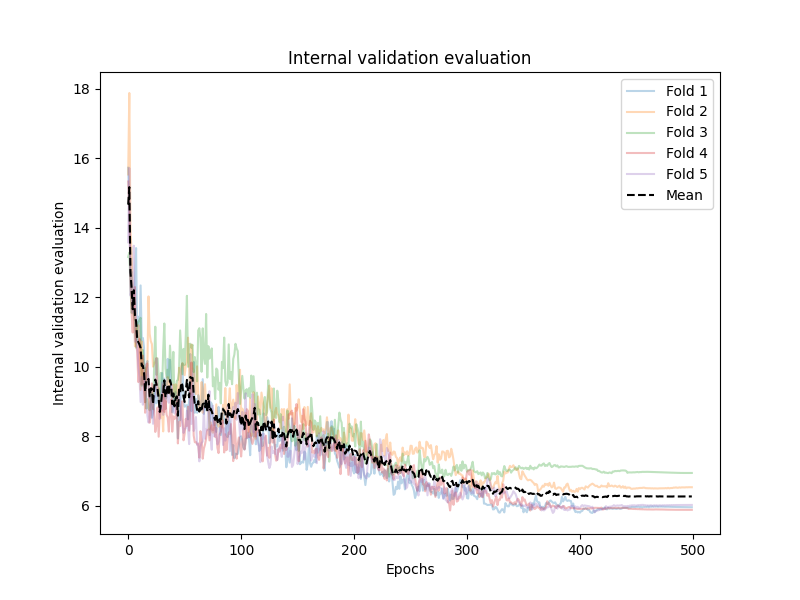 Internal validation evaluation
Fold 1
Fold 2
Fold 3
Fold 4
Fold 5
Mean
Internal validation evaluation
18
16
14
12
10
8
6
0 100 200 300 400 500
Epochs